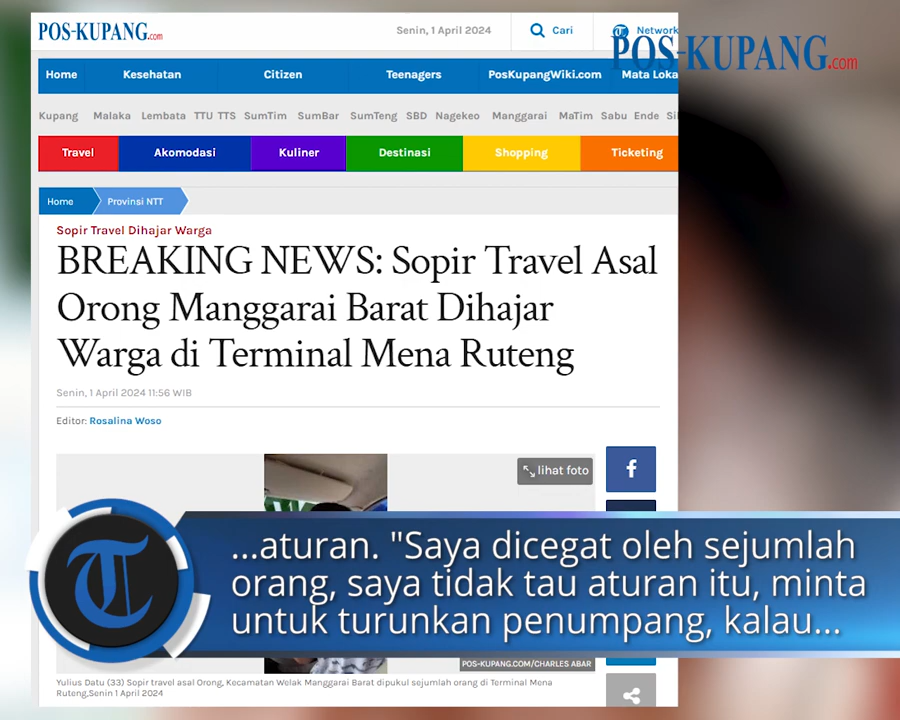 POS-KUPANG.com
Senin, 1 April 2024
Cari
Network
POS-KUPANG.com
Home Kesehatan Citizen Teenagers PosKupangWiki.com Mata Loka
Kupang Malaka Lembata TTU TTS SumTim SumBar SumTeng SBD Nagekeo Manggarai MaTim Sabu Ende
Travel Akomodasi Kuliner Destinasi Shopping Ticketing
Home Provinsi NTT
Sopir Travel Dihajar Warga
BREAKING NEWS: Sopir Travel Asal
Orong Manggarai Barat Dihajar
Warga di Terminal Mena Ruteng
Senin, 1 April 2024 11:56 WIB
Editor: Rosalina Woso
lihat foto
...aturan. "Saya dicegat oleh sejumlah
orang, saya tidak tau aturan itu, minta
untuk turunkan penumpang, kalau...
POS-KUPANG.COM/CHARLES ABAR
Yulius Datu (33) Sopir travel asal Orong, Kecamatan Welak Manggarai Barat dipukul sejumlah orang di Terminal Mena
Ruteng,Senin 1 April 2024